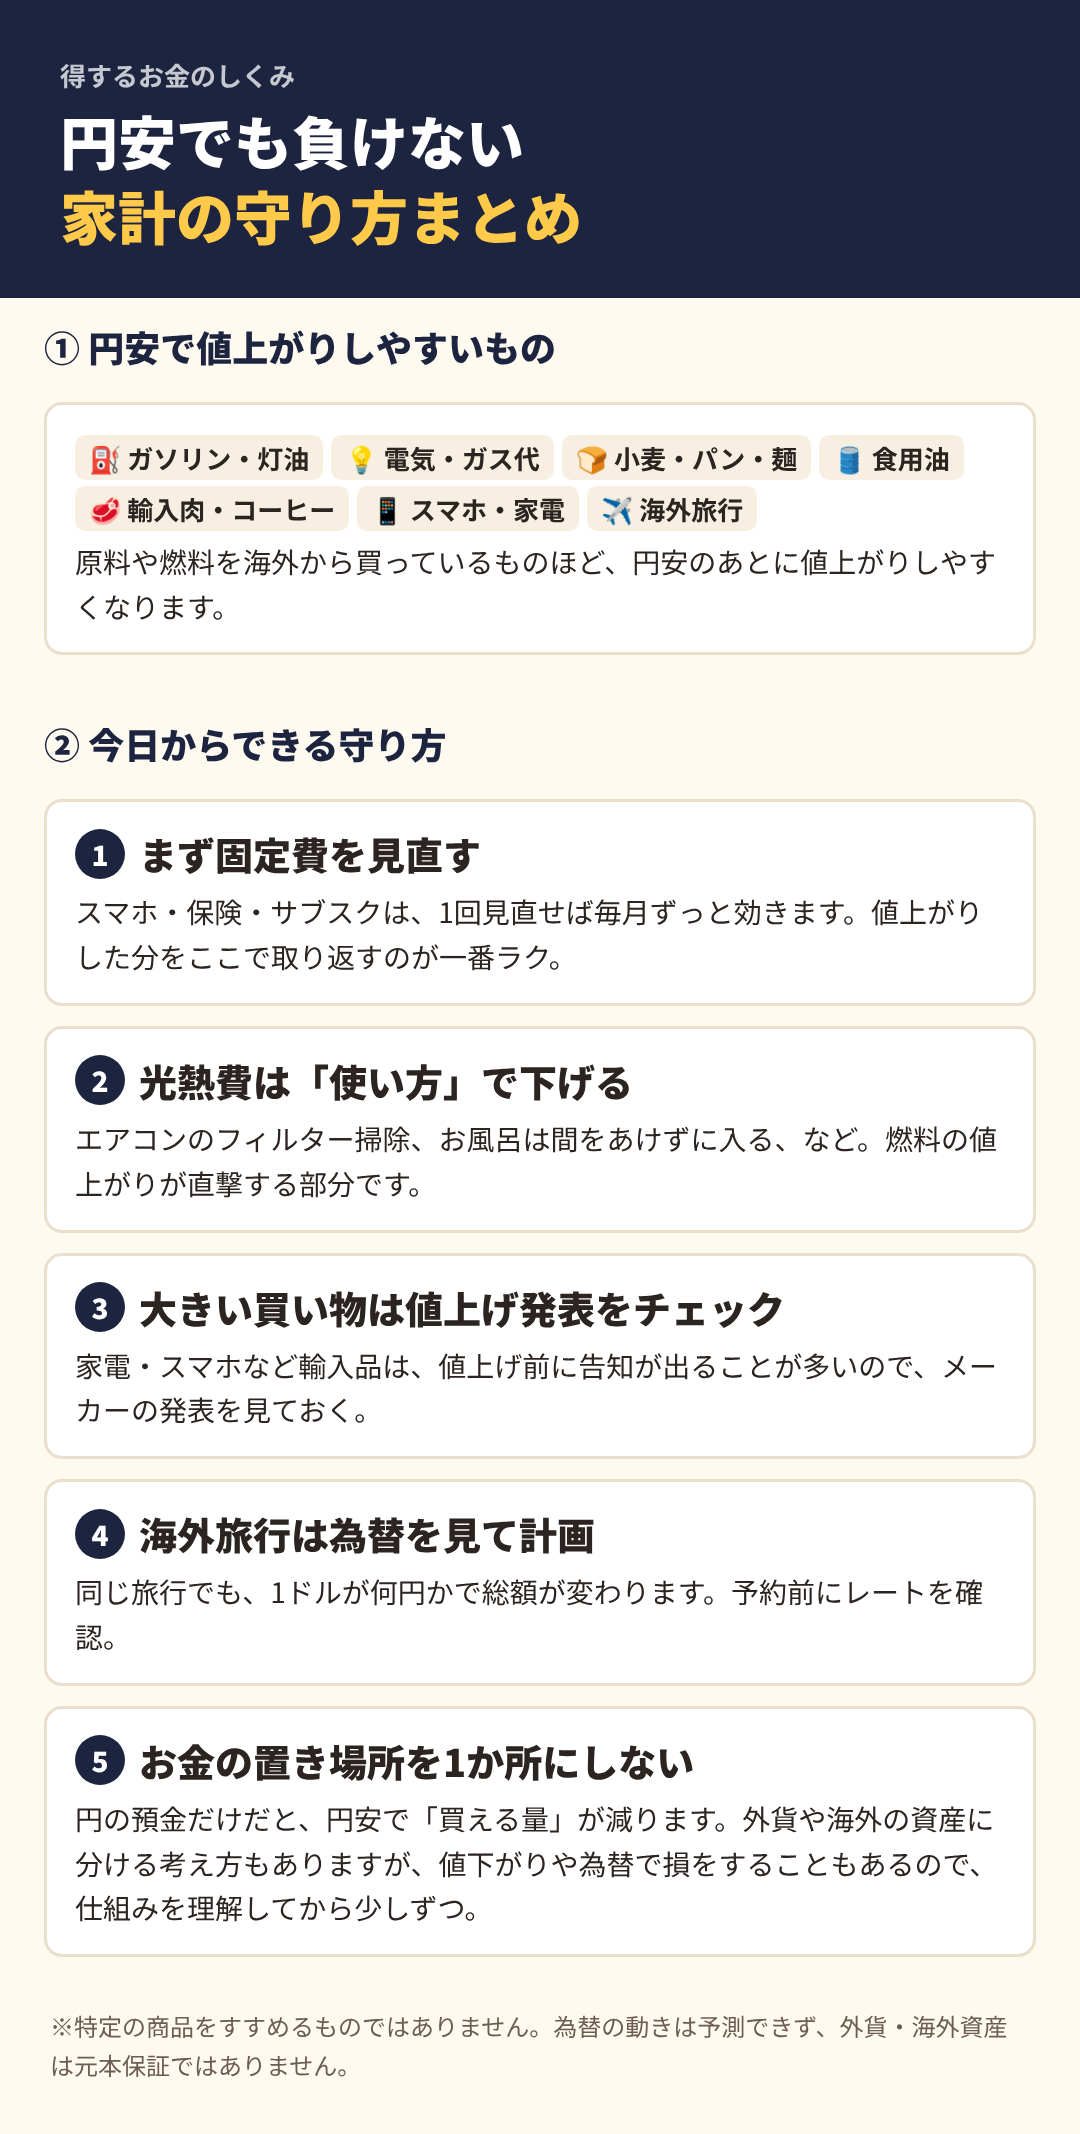 得するお金のしくみ
円安でも負けない
家計の守り方まとめ
① 円安で値上がりしやすいもの
⛽ ガソリン・灯油 💡 電気・ガス代 🍞 小麦・パン・麺 🛢️ 食用油
🥩 輸入肉・コーヒー 📱 スマホ・家電 ✈️ 海外旅行
原料や燃料を海外から買っているものほど、円安のあとに値上がりしやす
くなります。
② 今日からできる守り方
1 まず固定費を見直す
スマホ・保険・サブスクは、1回見直せば毎月ずっと効きます。値上がり
した分をここで取り返すのが一番ラク。
2 光熱費は「使い方」で下げる
エアコンのフィルター掃除、お風呂は間をあけずに入る、など。燃料の値
上がりが直撃する部分です。
3 大きい買い物は値上げ発表をチェック
家電・スマホなど輸入品は、値上げ前に告知が出ることが多いので、メー
カーの発表を見ておく。
4 海外旅行は為替を見て計画
同じ旅行でも、1ドルが何円かで総額が変わります。予約前にレートを確
認。
5 お金の置き場所を1か所にしない
円の預金だけだと、円安で「買える量」が減ります。外貨や海外の資産に
分ける考え方もありますが、値下がりや為替で損をすることもあるので、
仕組みを理解してから少しずつ。
※特定の商品をすすめるものではありません。為替の動きは予測できず、外貨・海外資産
は元本保証ではありません。